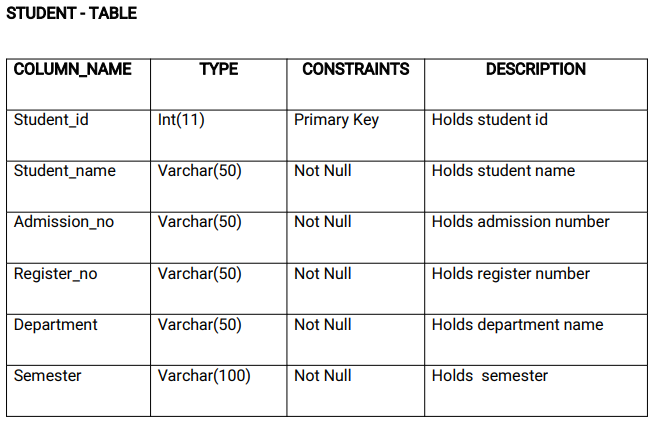 STUDENT - TABLE
COLUMN_NAME TYPE CONSTRAINTS DESCRIPTION
Student_id Int(11) Primary Key Holds student id
Student_name Varchar(50) Not Null Holds student name
Admission_no Varchar(50) Not Null Holds admission number
Register_no Varchar(50) Not Null Holds register number
Department Varchar(50) Not Null Holds department name
Semester Varchar(100) Not Null Holds semester